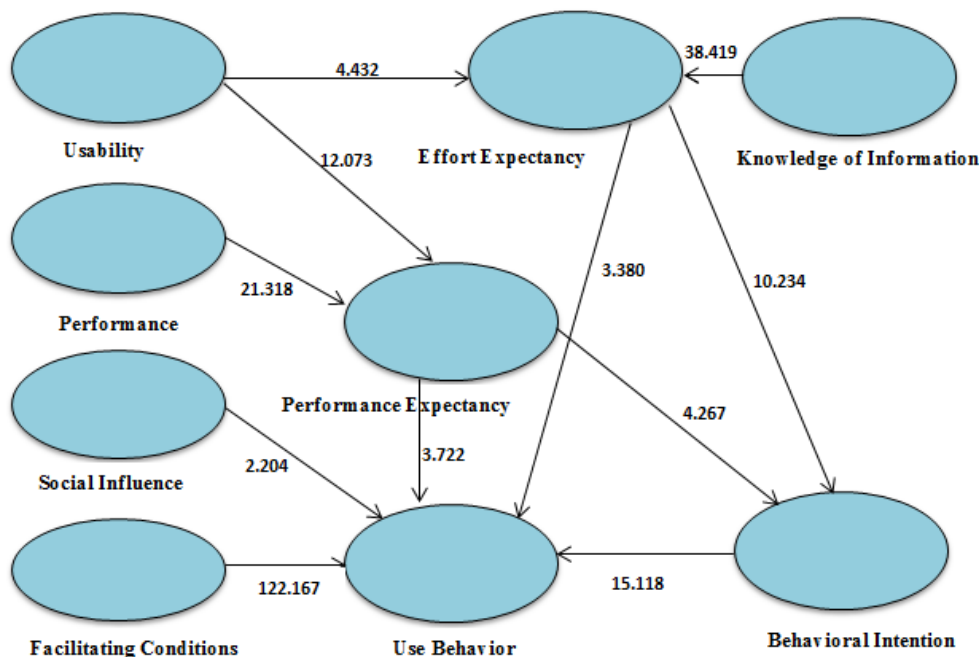 38.419
4.432
Usability
Effort Expectancy
Knowledge of Information
12.073
3.380
10.234
21.318
Performance
Performance Expectancy
4.267
3.722
2.204
Social Influence
122.167
15.118
Facilitating Conditions
Use Behavior
Behavioral Intention